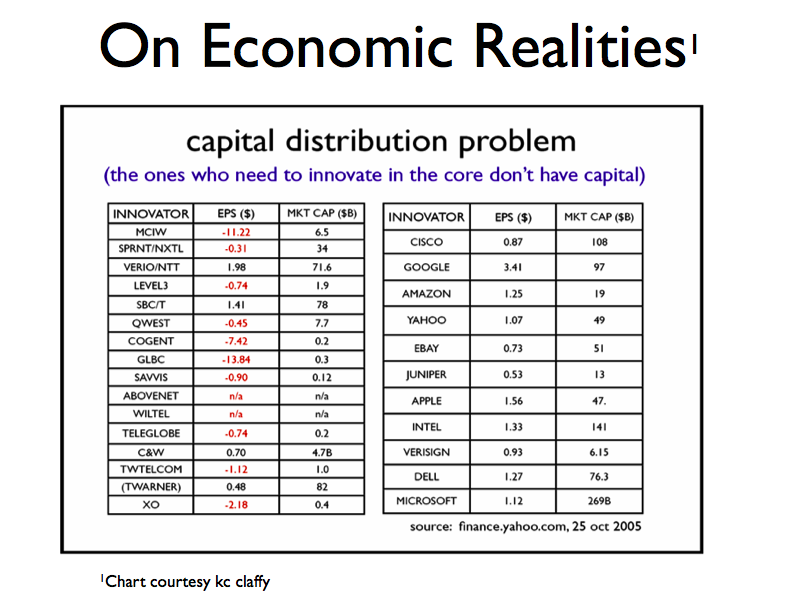 On Economic Realities¹
capital distribution problem
(the ones who need to innovate in the core don't have capital)
INNOVATOR EPS ($) MKT CAP ($B)
MCIW -11.22 6.5
SPRNT/NXTL -0.31 34
VERIO/NTT 1.98 71.6
LEVEL3 -0.74 1.9
SBC/T 1.41 78
QWEST -0.45 7.7
COGENT -7.42 0.2
GLBC -13.84 0.3
SAVVIS -0.90 0.12
ABOVENET n/a n/a
WILTEL n/a n/a
TELEGLOBE -0.74 0.2
C&W 0.70 4.7B
TWTELCOM -1.12 1.0
(TWARNER) 0.48 82
XO -2.18 0.4
INNOVATOR EPS ($) MKT CAP ($B)
CISCO 0.87 108
GOOGLE 3.41 97
AMAZON 1.25 19
YAHOO 1.07 49
EBAY 0.73 51
JUNIPER 0.53 13
APPLE 1.56 47.
INTEL 1.33 141
VERISIGN 0.93 6.15
DELL 1.27 76.3
MICROSOFT 1.12 269B
source: finance.yahoo.com, 25 oct 2005
¹Chart courtesy kc claffy